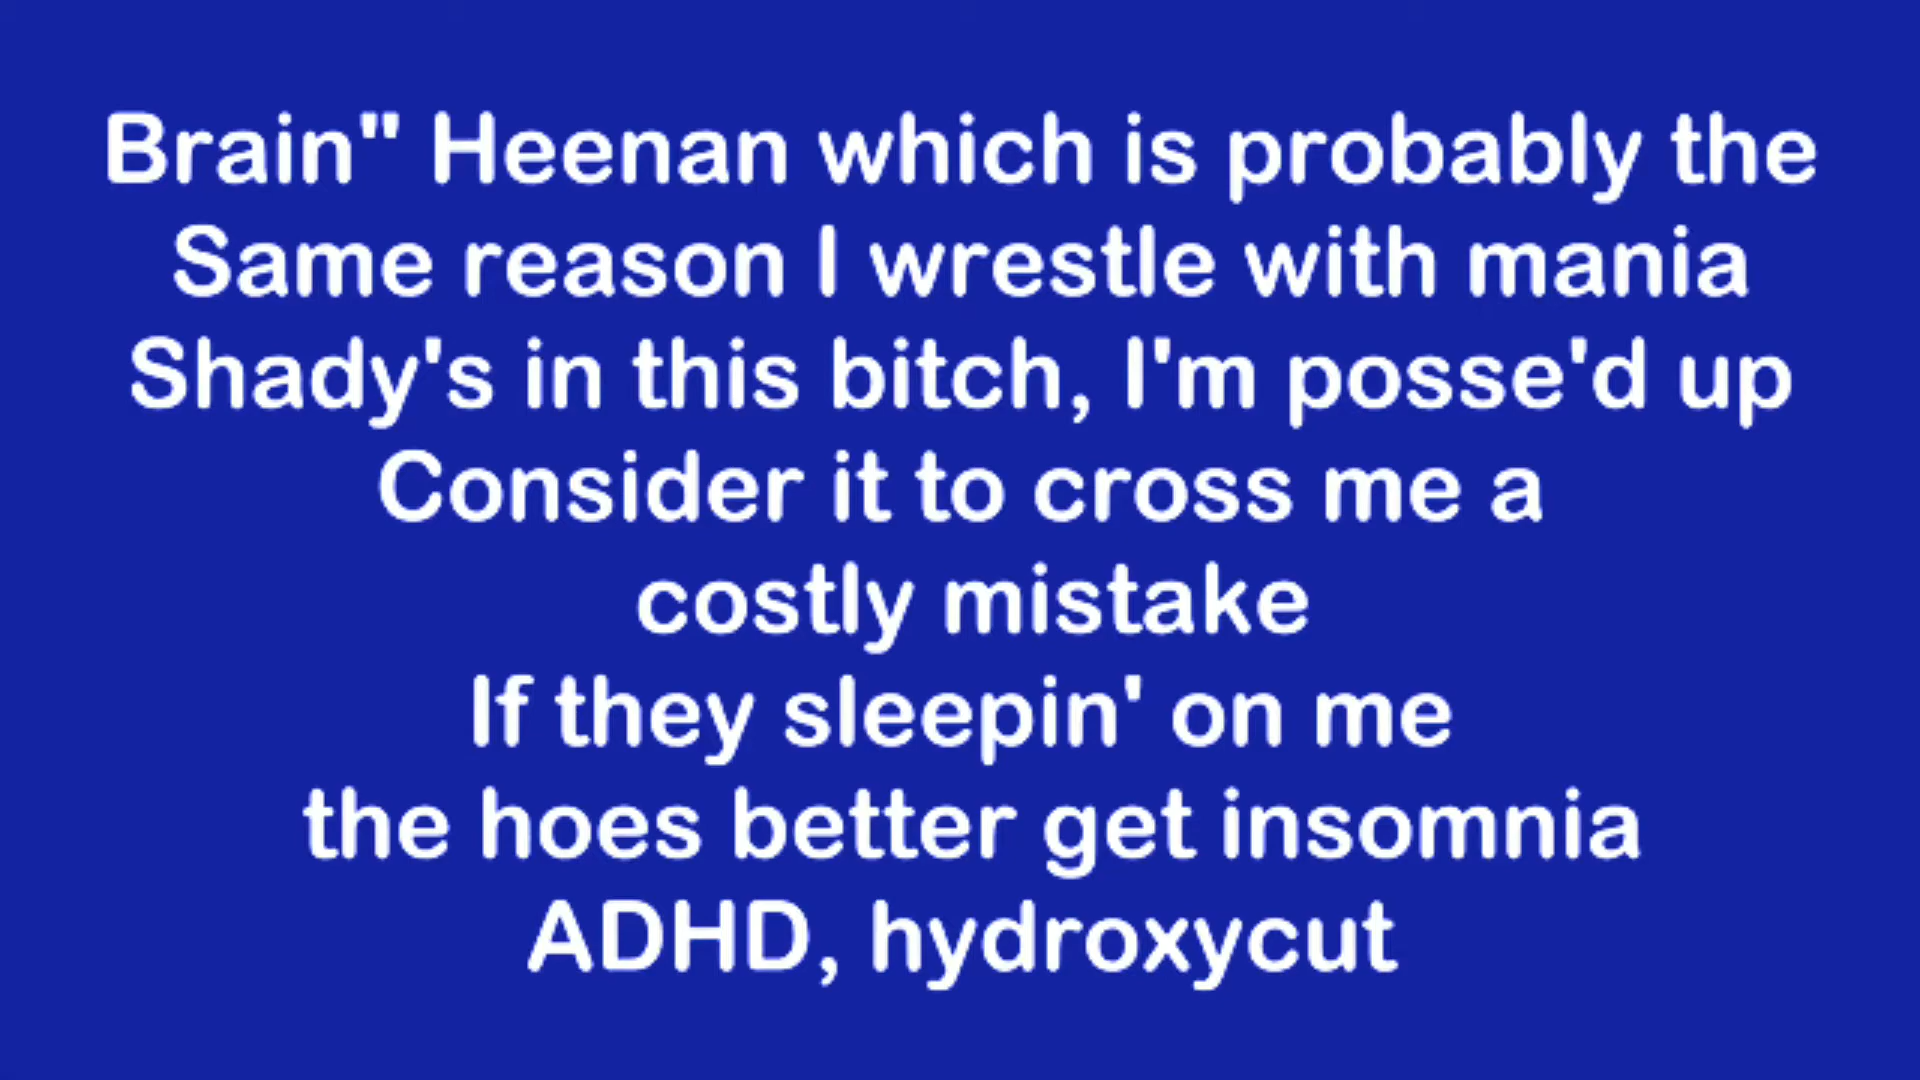 Brain" Heenan which is probably the
Same reason I wrestle with mania
Shady's in this bitch, I'm posse'd up
Consider it to cross me a
costly mistake
If they sleepin' on me
the hoes better get insomnia
ADHD, hydroxycut